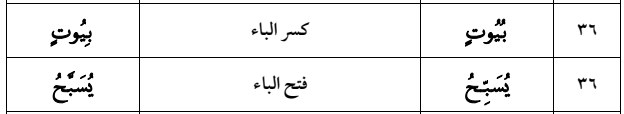 ٣٦ بُيُوتٍ كسر الباء بِيُوتٍ
٣٦ يُسَبِّحُ فتح الباء يُسَبَّحُ